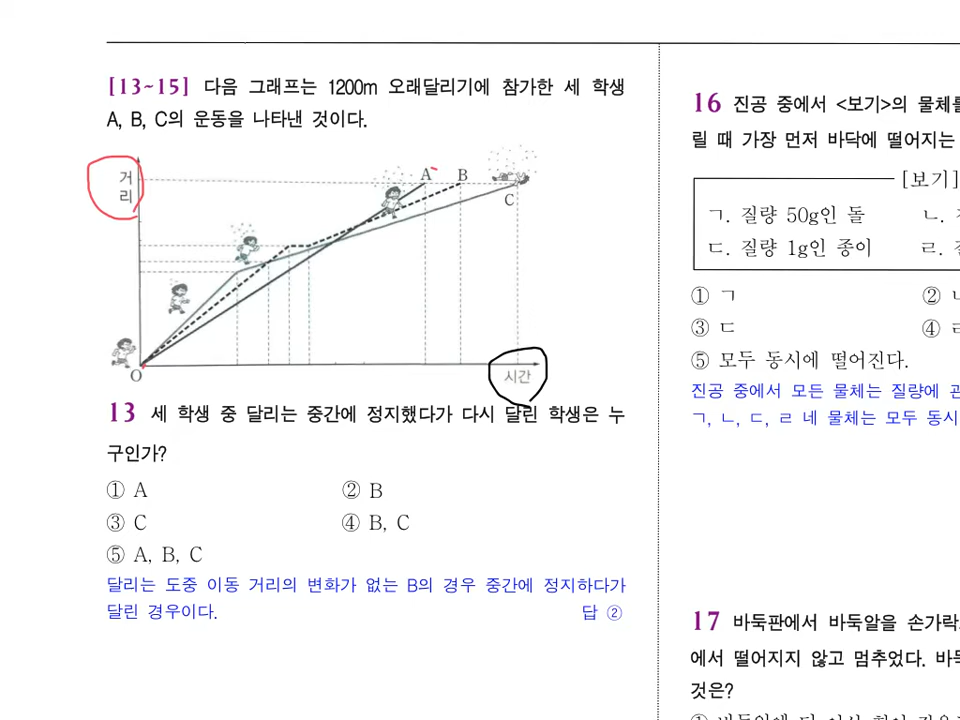 [13~15] 다음 그래프는 1200m 오래달리기에 참가한 세 학생
A, B, C의 운동을 나타낸 것이다.
거
리
A
B
C
O
시간
13 세 학생 중 달리는 중간에 정지했다가 다시 달린 학생은 누
구인가?
① A
② B
③ C
④ B, C
⑤ A, B, C
달리는 도중 이동 거리의 변화가 없는 B의 경우 중간에 정지하다가
달린 경우이다.
답 ②
16 진공 중에서 <보기>의 물체를
릴 때 가장 먼저 바닥에 떨어지는
[보기]
ㄱ. 질량 50g인 돌
ㄴ.
ㄷ. 질량 1g인 종이
ㄹ.
① ㄱ
② ㄴ
③ ㄷ
④ ㄹ
⑤ 모두 동시에 떨어진다.
진공 중에서 모든 물체는 질량에 관
ㄱ, ㄴ, ㄷ, ㄹ 네 물체는 모두 동시
17 바둑판에서 바둑알을 손가락
에서 떨어지지 않고 멈추었다. 바둑
것은?